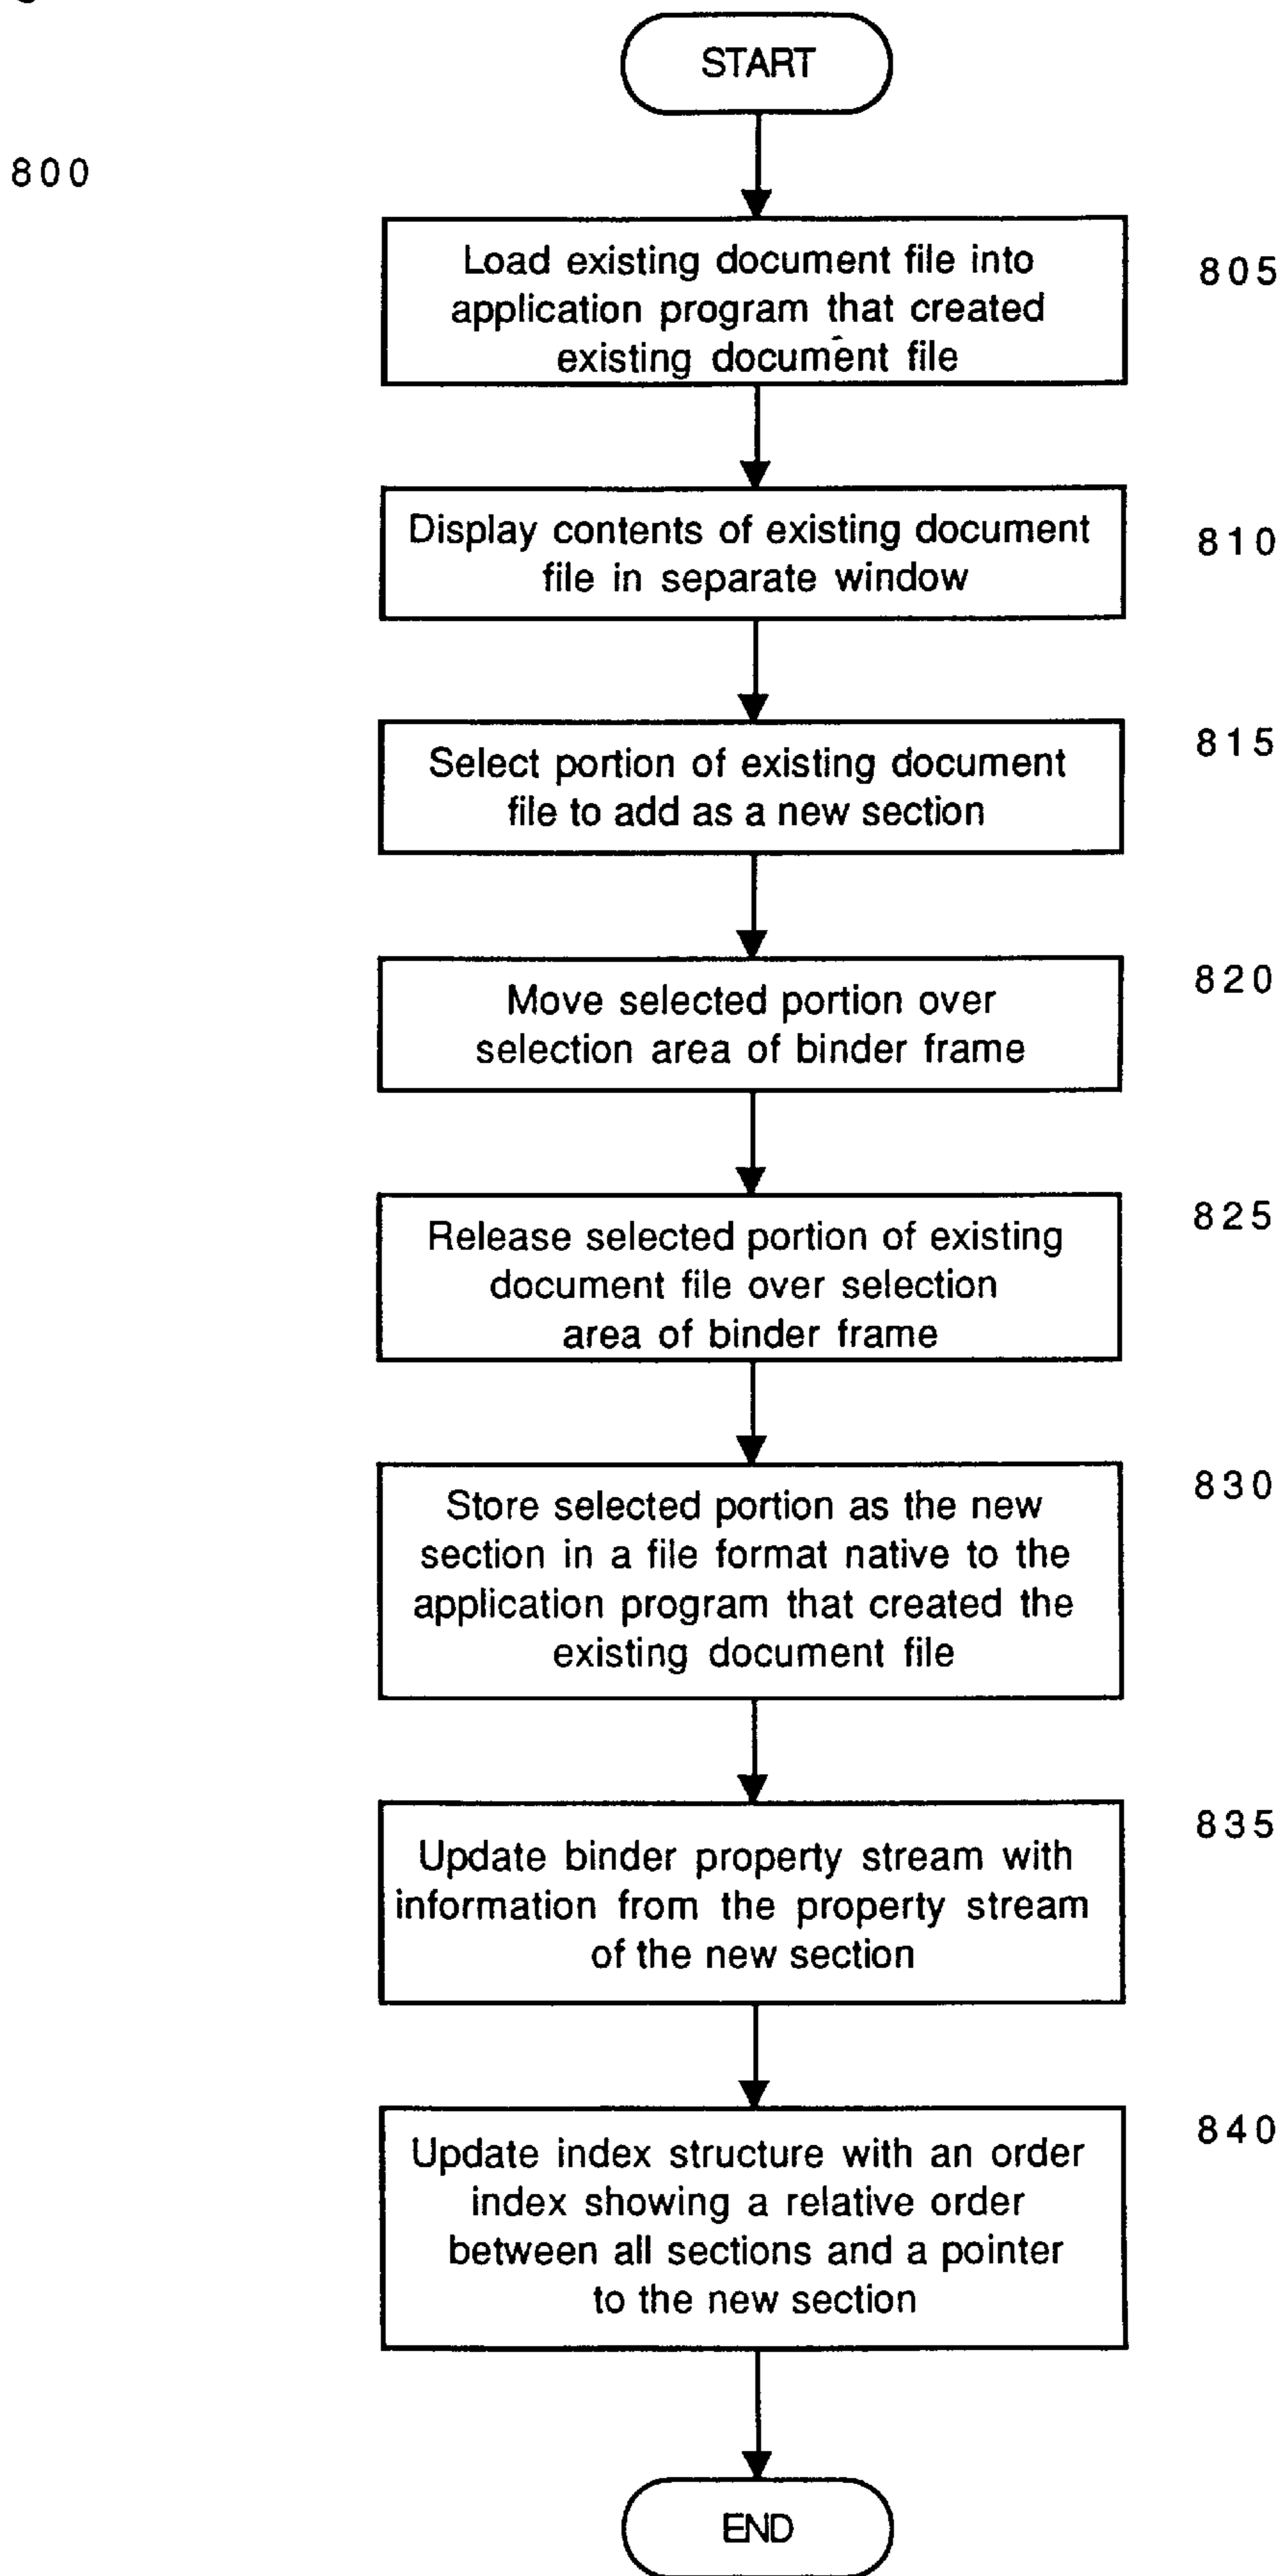 START
800
Load existing document file into
application program that created
existing document file
805
Display contents of existing document
file in separate window
810
Select portion of existing document
file to add as a new section
815
Move selected portion over
selection area of binder frame
820
Release selected portion of existing
document file over selection
area of binder frame
825
Store selected portion as the new
section in a file format native to the
application program that created the
existing document file
830
Update binder property stream with
information from the property stream
of the new section
835
Update index structure with an order
index showing a relative order
between all sections and a pointer
to the new section
840
END